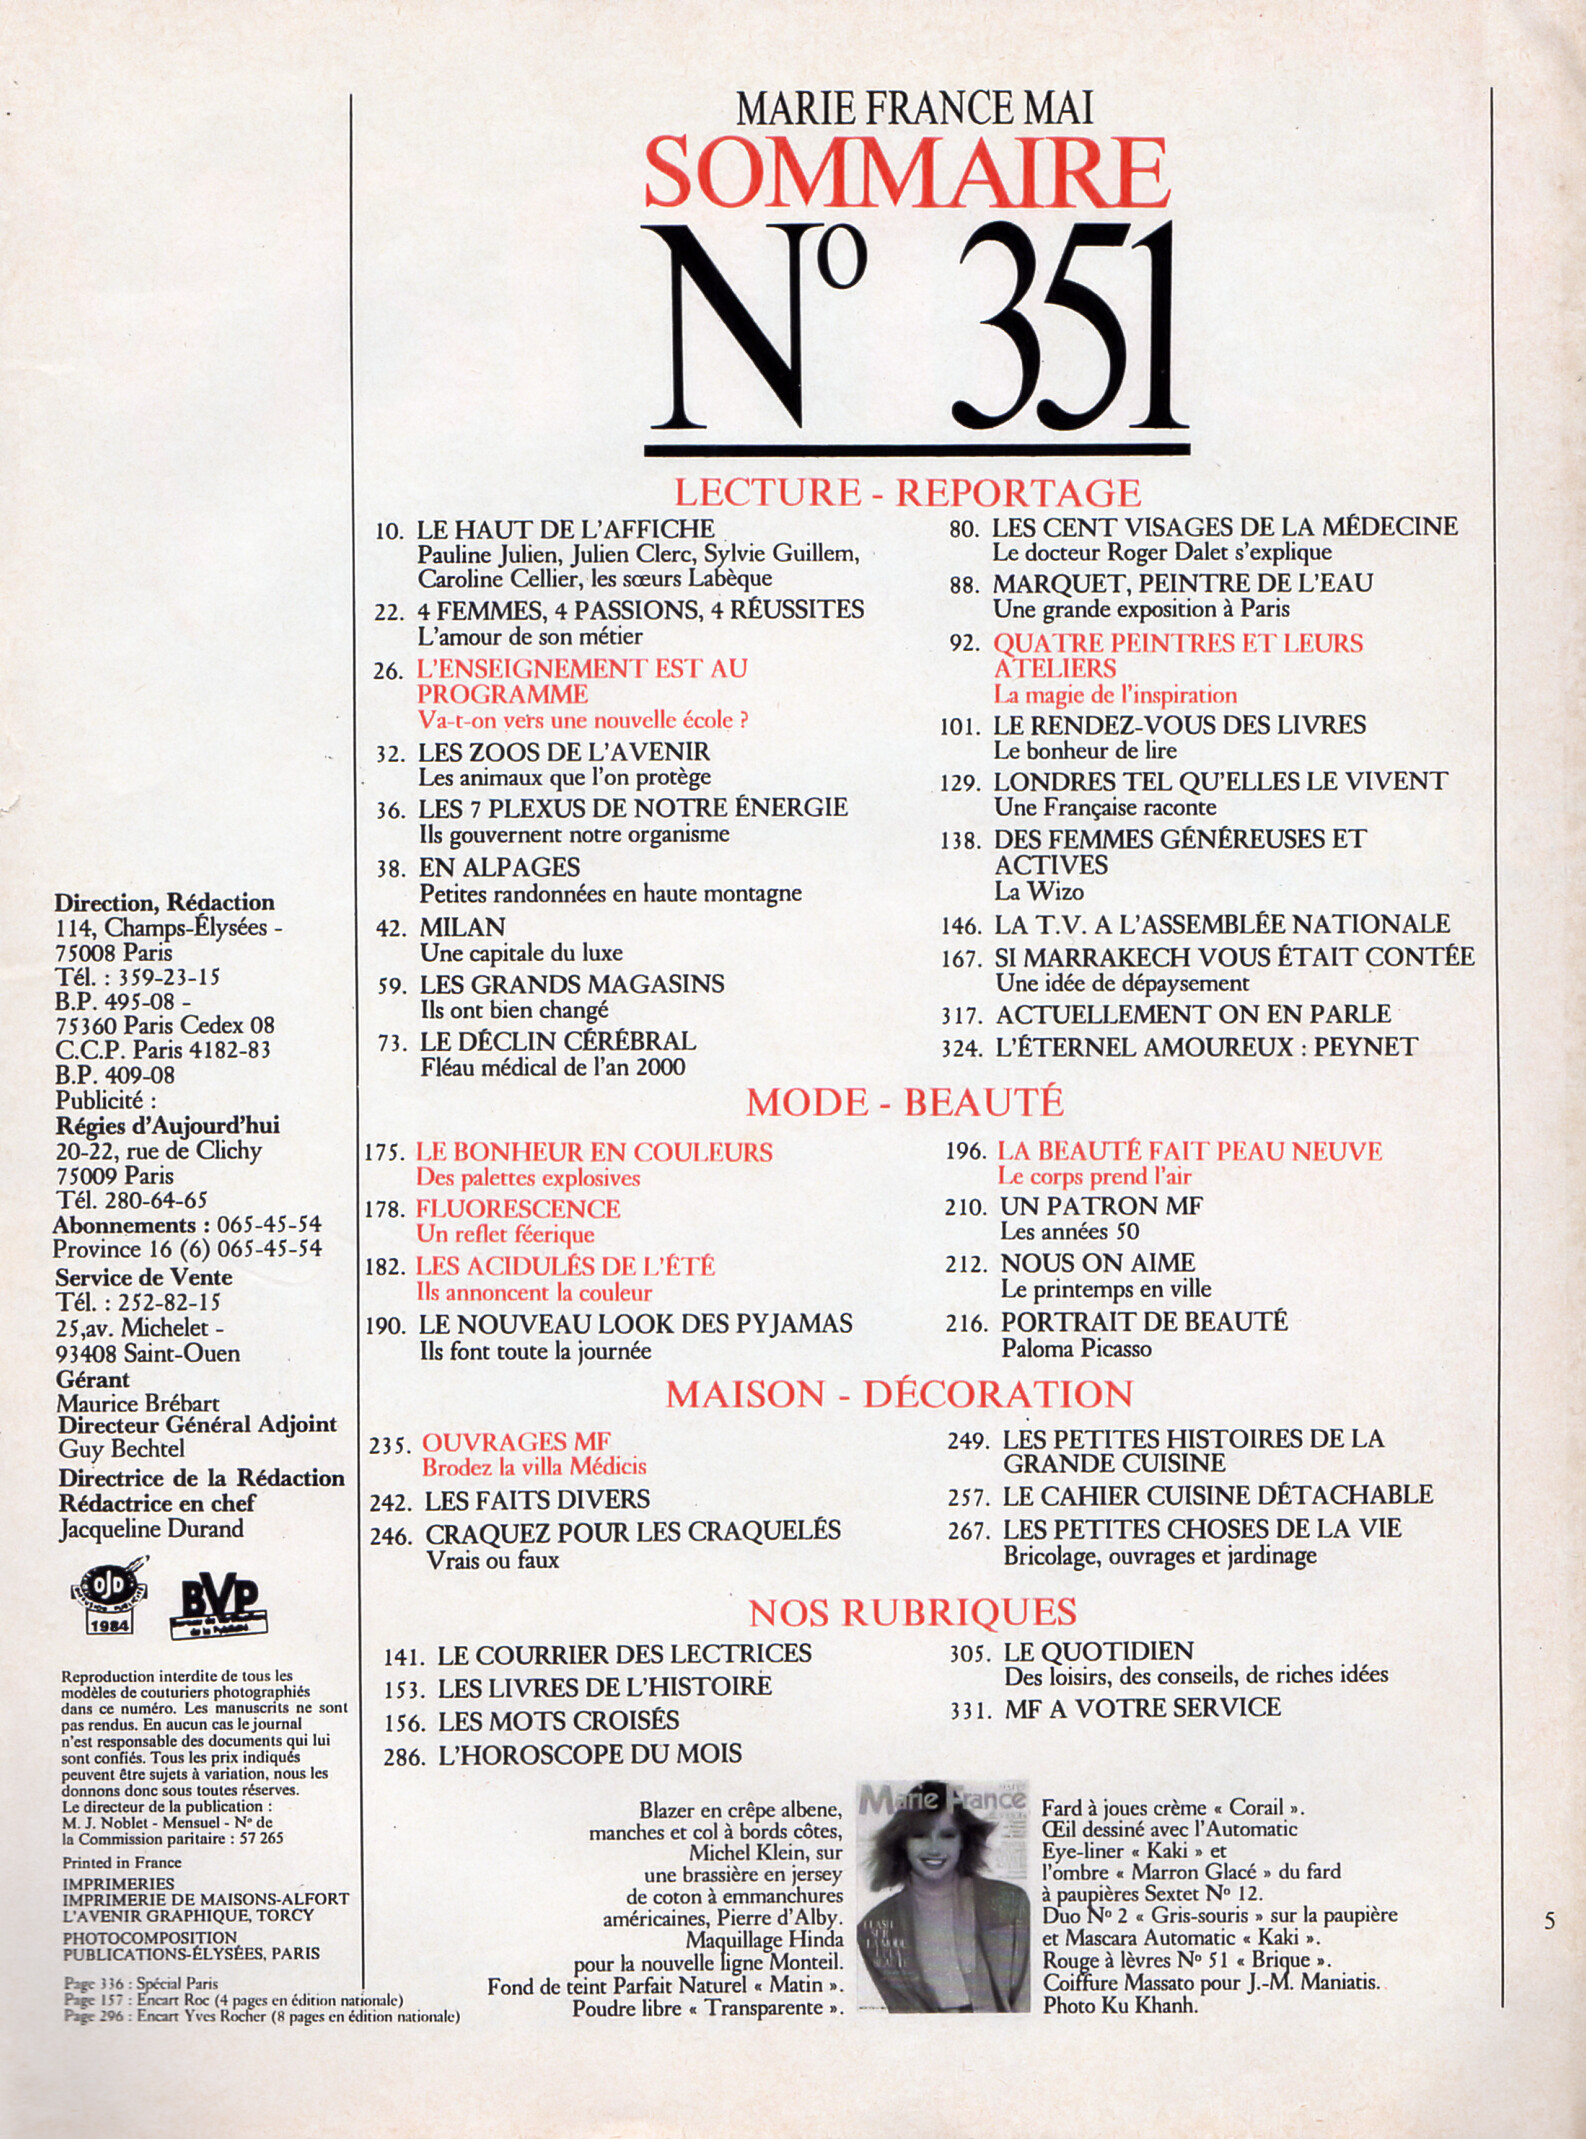 MARIE FRANCE MAI
SOMMAIRE
Nº 351
LECTURE - REPORTAGE
10. LE HAUT DE L'AFFICHE
Pauline Julien, Julien Clerc, Sylvie Guillem,
Caroline Cellier, les sœurs Labèque
22. 4 FEMMES, 4 PASSIONS, 4 RÉUSSITES
L'amour de son métier
26. L'ENSEIGNEMENT EST AU
PROGRAMME
Va-t-on vers une nouvelle école ?
32. LES ZOOS DE L'AVENIR
Les animaux que l'on protège
36. LES 7 PLEXUS DE NOTRE ÉNERGIE
Ils gouvernent notre organisme
38. EN ALPAGES
Petites randonnées en haute montagne
42. MILAN
Une capitale du luxe
59. LES GRANDS MAGASINS
Ils ont bien changé
73. LE DÉCLIN CÉRÉBRAL
Fléau médical de l'an 2000
80. LES CENT VISAGES DE LA MÉDECINE
Le docteur Roger Dalet s'explique
88. MARQUET, PEINTRE DE L'EAU
Une grande exposition à Paris
92. QUATRE PEINTRES ET LEURS
ATELIERS
La magie de l'inspiration
101. LE RENDEZ-VOUS DES LIVRES
Le bonheur de lire
129. LONDRES TEL QU'ELLES LE VIVENT
Une Française raconte
138. DES FEMMES GÉNÉREUSES ET
ACTIVES
La Wizo
146. LA T.V. A L'ASSEMBLÉE NATIONALE
167. SI MARRAKECH VOUS ÉTAIT CONTÉE
Une idée de dépaysement
317. ACTUELLEMENT ON EN PARLE
324. L'ÉTERNEL AMOUREUX : PEYNET
MODE - BEAUTÉ
175. LE BONHEUR EN COULEURS
Des palettes explosives
178. FLUORESCENCE
Un reflet féerique
182. LES ACIDULÉS DE L'ÉTÉ
Ils annoncent la couleur
190. LE NOUVEAU LOOK DES PYJAMAS
Ils font toute la journée
196. LA BEAUTÉ FAIT PEAU NEUVE
Le corps prend l'air
210. UN PATRON MF
Les années 50
212. NOUS ON AIME
Le printemps en ville
216. PORTRAIT DE BEAUTÉ
Paloma Picasso
MAISON - DÉCORATION
235. OUVRAGES MF
Brodez la villa Médicis
242. LES FAITS DIVERS
246. CRAQUEZ POUR LES CRAQUELÉS
Vrais ou faux
249. LES PETITES HISTOIRES DE LA
GRANDE CUISINE
257. LE CAHIER CUISINE DÉTACHABLE
267. LES PETITES CHOSES DE LA VIE
Bricolage, ouvrages et jardinage
NOS RUBRIQUES
141. LE COURRIER DES LECTRICES
153. LES LIVRES DE L'HISTOIRE
156. LES MOTS CROISÉS
286. L'HOROSCOPE DU MOIS
305. LE QUOTIDIEN
Des loisirs, des conseils, de riches idées
331. MF A VOTRE SERVICE
Blazer en crêpe albene,
manches et col à bords côtes,
Michel Klein, sur
une brassière en jersey
de coton à emmanchures
américaines, Pierre d'Alby.
Maquillage Hinda
pour la nouvelle ligne Monteil.
Fond de teint Parfait Naturel « Matin ».
Poudre libre « Transparente ».
Marie France
Fard à joues crème « Corail ».
Œil dessiné avec l'Automatic
Eye-liner « Kaki » et
l'ombre « Marron Glacé » du fard
à paupières Sextet Nº 12.
Duo Nº 2 « Gris-souris » sur la paupière
et Mascara Automatic « Kaki ».
Rouge à lèvres Nº 51 « Brique ».
Coiffure Massato pour J.-M. Maniatis.
Photo Ku Khanh.
Direction, Rédaction
114, Champs-Élysées -
75008 Paris
Tél. : 359-23-15
B.P. 495-08 -
75360 Paris Cedex 08
C.C.P. Paris 4182-83
B.P. 409-08
Publicité :
Régies d'Aujourd'hui
20-22, rue de Clichy
75009 Paris
Tél. 280-64-65
Abonnements : 065-45-54
Province 16 (6) 065-45-54
Service de Vente
Tél. : 252-82-15
25,av. Michelet -
93408 Saint-Ouen
Gérant
Maurice Brébart
Directeur Général Adjoint
Guy Bechtel
Directrice de la Rédaction
Rédactrice en chef
Jacqueline Durand
OJD
1984
BVP
Reproduction interdite de tous les
modèles de couturiers photographiés
dans ce numéro. Les manuscrits ne sont
pas rendus. En aucun cas le journal
n'est responsable des documents qui lui
sont confiés. Tous les prix indiqués
peuvent être sujets à variation, nous les
donnons donc sous toutes réserves.
Le directeur de la publication :
M. J. Noblet - Mensuel - Nº de
la Commission paritaire : 57 265
Printed in France
IMPRIMERIES
IMPRIMERIE DE MAISONS-ALFORT
L'AVENIR GRAPHIQUE, TORCY
PHOTOCOMPOSITION
PUBLICATIONS-ÉLYSÉES, PARIS
Page 336 : Spécial Paris
Page 157 : Encart Roc (4 pages en édition nationale)
Page 296 : Encart Yves Rocher (8 pages en édition nationale)
5